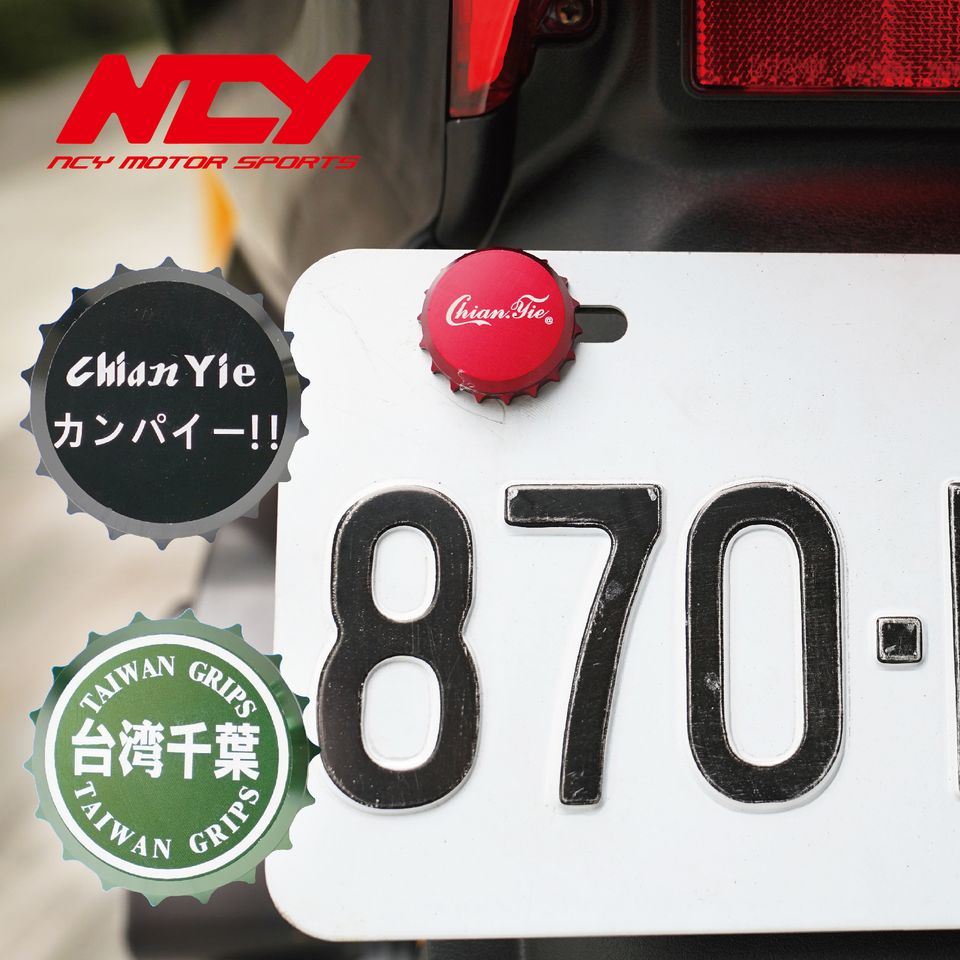 NCY
NCY MOTOR SPORTS
Chian.Yie
Chian Yie
カンパイー!!
870
TAIWAN GRIPS
台湾千葉
TAIWAN GRIPS